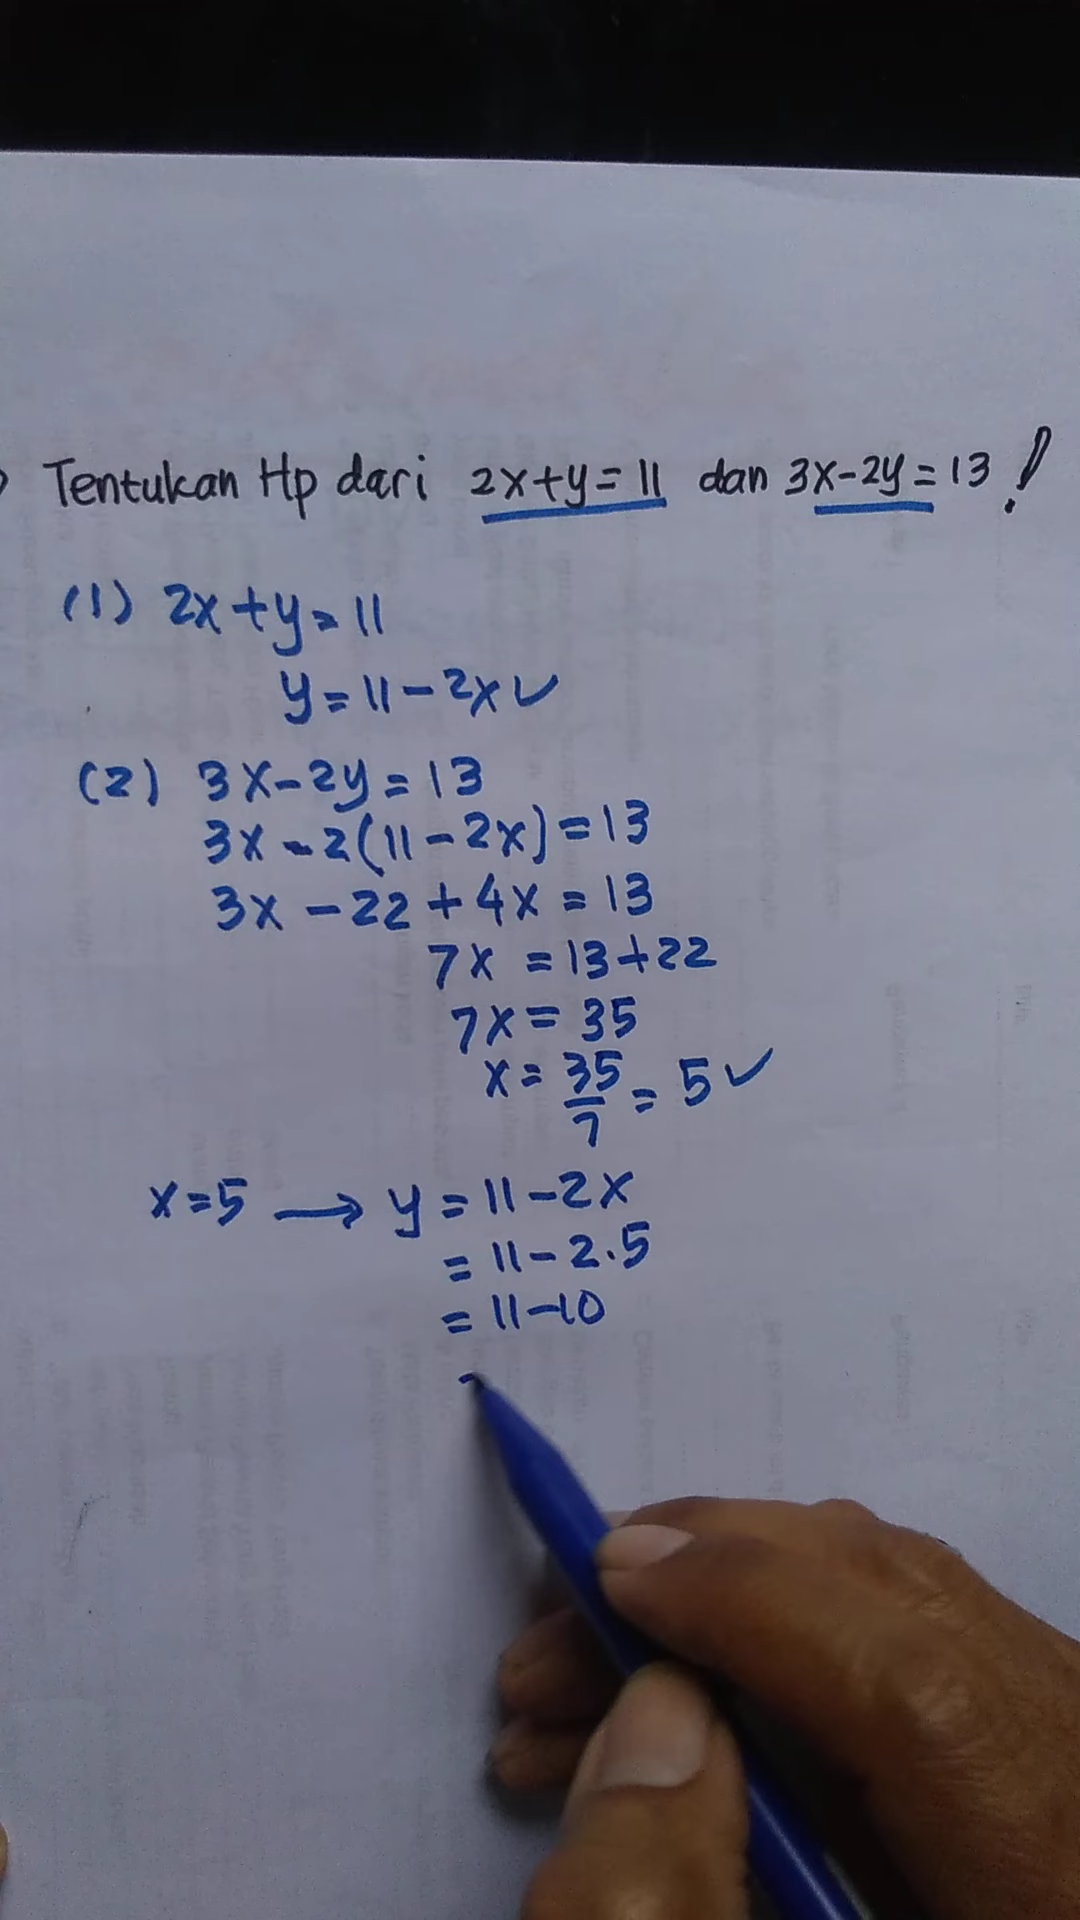 Tentukan Hp dari 2x+y=11 dan 3x-2y=13!
(1) 2x+y=11
y=11-2x✓
(2) 3x-2y=13
3x-2(11-2x)=13
3x-22+4x=13
7x=13+22
7x=35
x=35/7=5✓
x=5 → y=11-2x
=11-2.5
=11-10